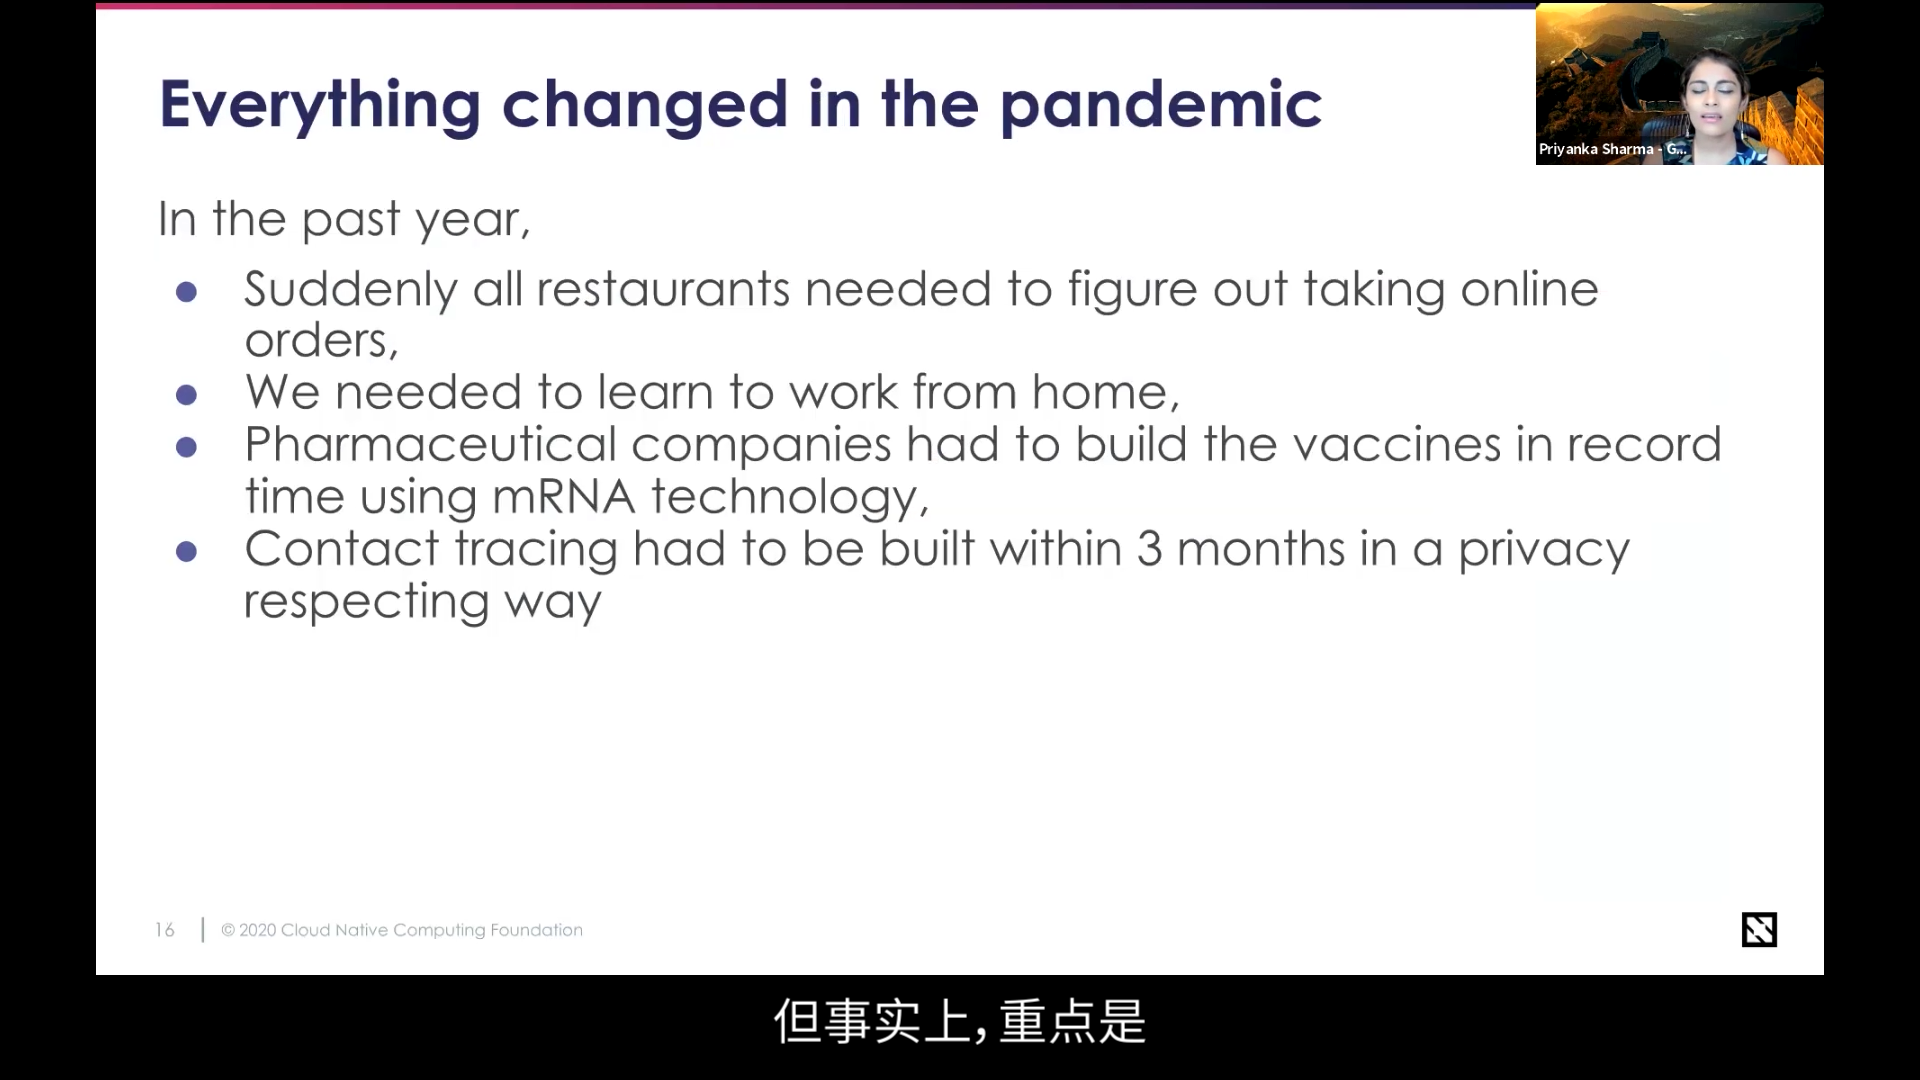 Everything changed in the pandemic
Priyanka Sharma - G...
In the past year,
● Suddenly all restaurants needed to figure out taking online
orders,
● We needed to learn to work from home,
● Pharmaceutical companies had to build the vaccines in record
time using mRNA technology,
● Contact tracing had to be built within 3 months in a privacy
respecting way
16 | © 2020 Cloud Native Computing Foundation
但事实上，重点是